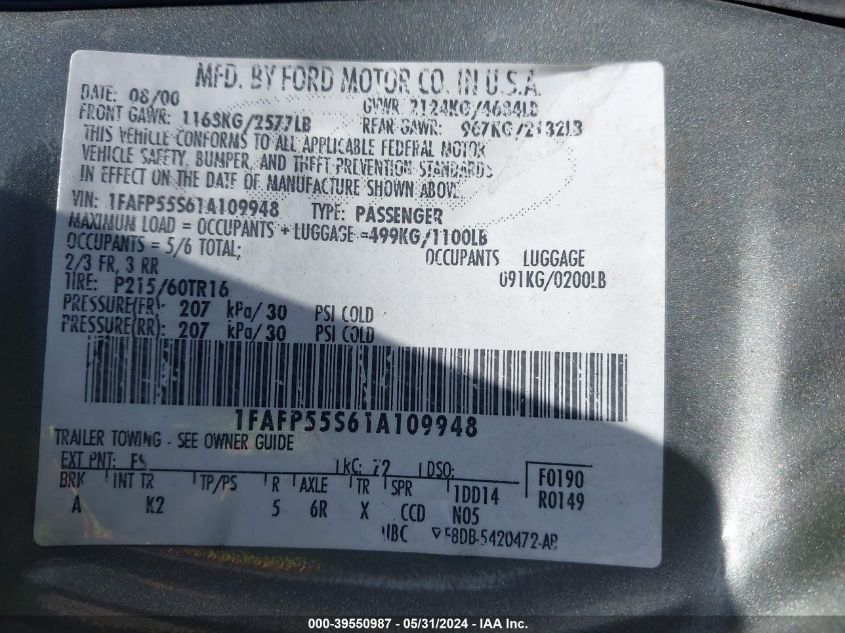 MFD. BY FORD MOTOR CO. IN U.S.A.
DATE: 08/00 GVWR: 2124KG/4684LB
FRONT GAWR: 1168KG/2577LB REAR GAWR: 967KG/2132LB
THIS VEHICLE CONFORMS TO ALL APPLICABLE FEDERAL MOTOR
VEHICLE SAFETY, BUMPER, AND THEFT PREVENTION STANDARDS
IN EFFECT ON THE DATE OF MANUFACTURE SHOWN ABOVE.
VIN: 1FAFP55S61A109948 TYPE: PASSENGER
MAXIMUM LOAD = OCCUPANTS + LUGGAGE =499KG/1100LB
OCCUPANTS = 5/6 TOTAL; OCCUPANTS LUGGAGE
2/3 FR, 3 RR 091KG/0200LB
TIRE: P215/60TR16
PRESSURE(FR): 207 kPa/30 PSI COLD
PRESSURE(RR): 207 kPa/30 PSI COLD
1FAFP55S61A109948
TRAILER TOWING - SEE OWNER GUIDE
EXT PNT: FS RC: 72 DSO: F0190
BRK INT TR TP/PS R AXLE TR SPR 1DD14 R0149
A K2 5 6R X CCD N05
F8DB-5420472-AB
000-39550987 - 05/31/2024 - IAA Inc.